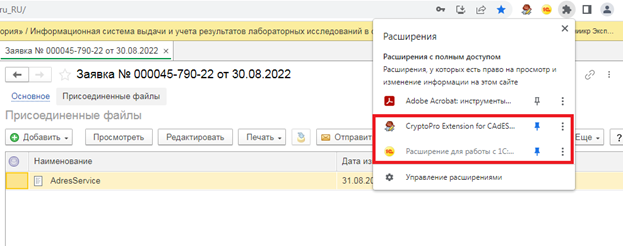 ru_RU/
ория» / Информационная система выдачи и учета результатов лабораторных исследований в с
никр Эксп...
Заявка № 000045-790-22 от 30.08.2022 ×
Заявка № 000045-790-22 от 30.08.2022
Основное Присоединенные файлы
Присоединенные файлы
Добавить Просмотреть Редактировать Печать Отправит
Еще ?
Наименование Дата из
AdresService 31.08.20
Расширения
Расширения с полным доступом
Расширения, у которых есть право на просмотр и
изменение информации на этом сайте
Adobe Acrobat: инструменты...
CryptoPro Extension for CAdES...
Расширение для работы с 1С:...
Управление расширениями